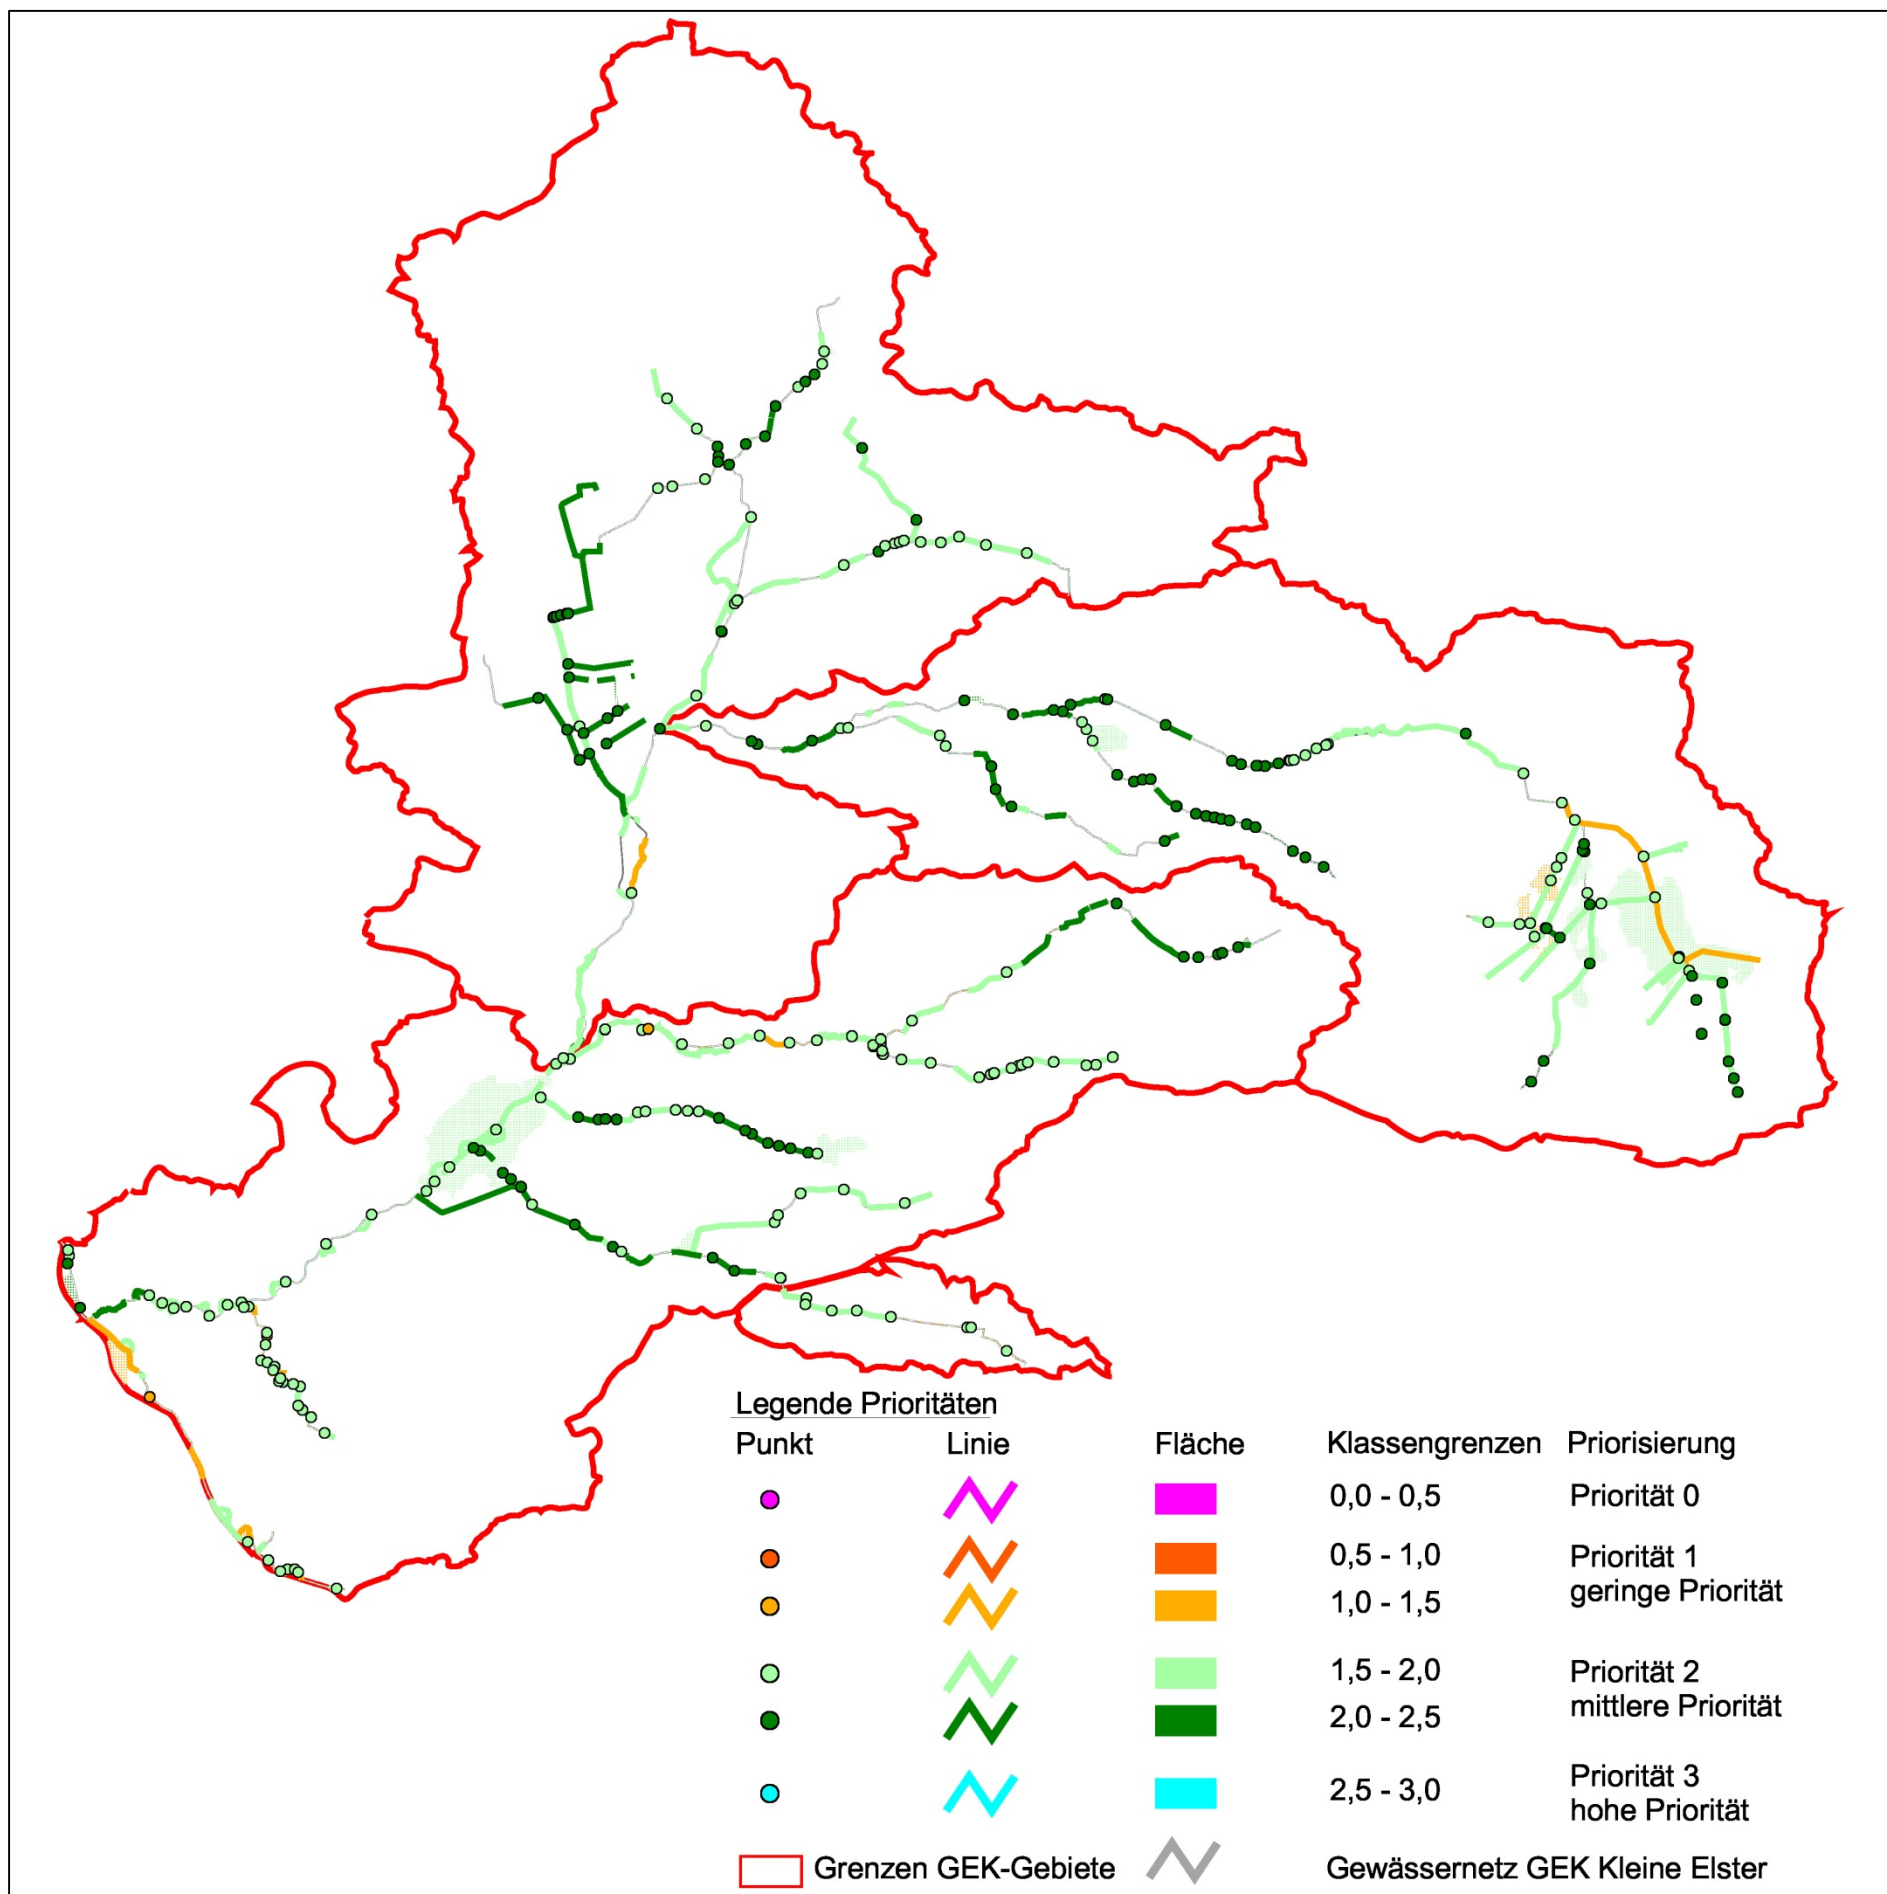 Legende Prioritäten
Punkt Linie Fläche Klassengrenzen Priorisierung
0,0 - 0,5 Priorität 0
0,5 - 1,0 Priorität 1
geringe Priorität
1,0 - 1,5
1,5 - 2,0 Priorität 2
mittlere Priorität
2,0 - 2,5
2,5 - 3,0 Priorität 3
hohe Priorität
Grenzen GEK-Gebiete Gewässernetz GEK Kleine Elster